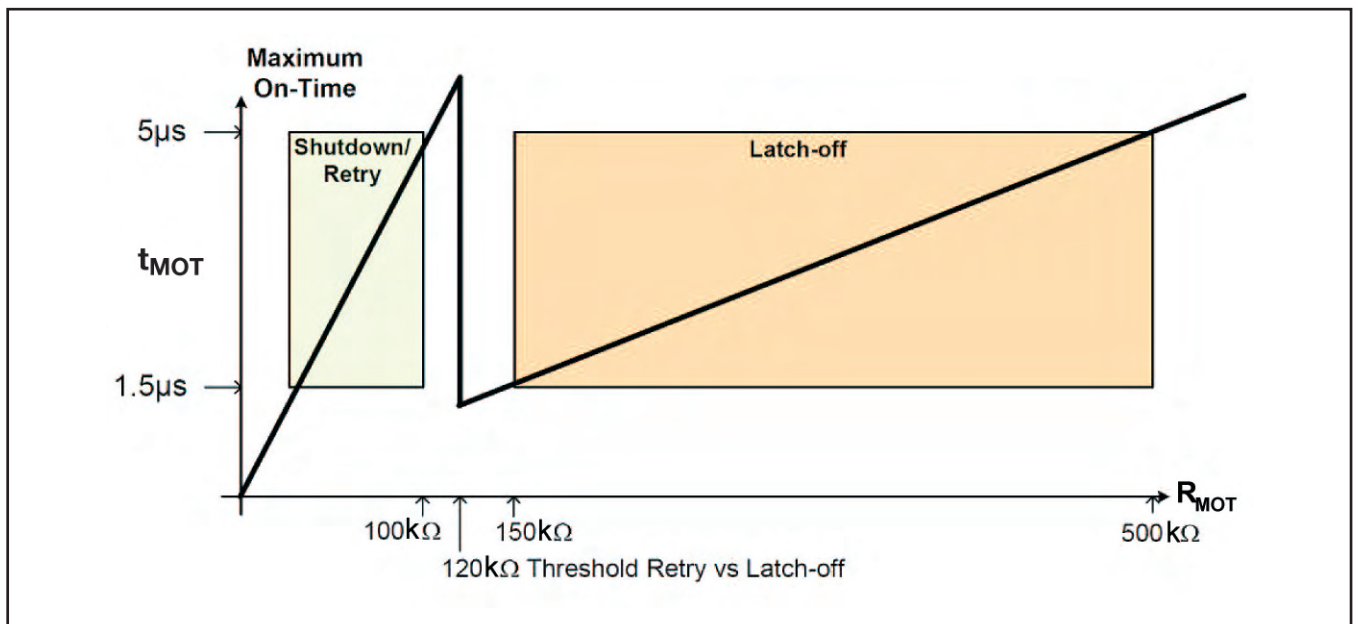 Maximum
On-Time
5µs
Shutdown/
Retry
Latch-off
tMOT
1.5µs
RMOT
100kΩ
150kΩ
500kΩ
120kΩ Threshold Retry vs Latch-off